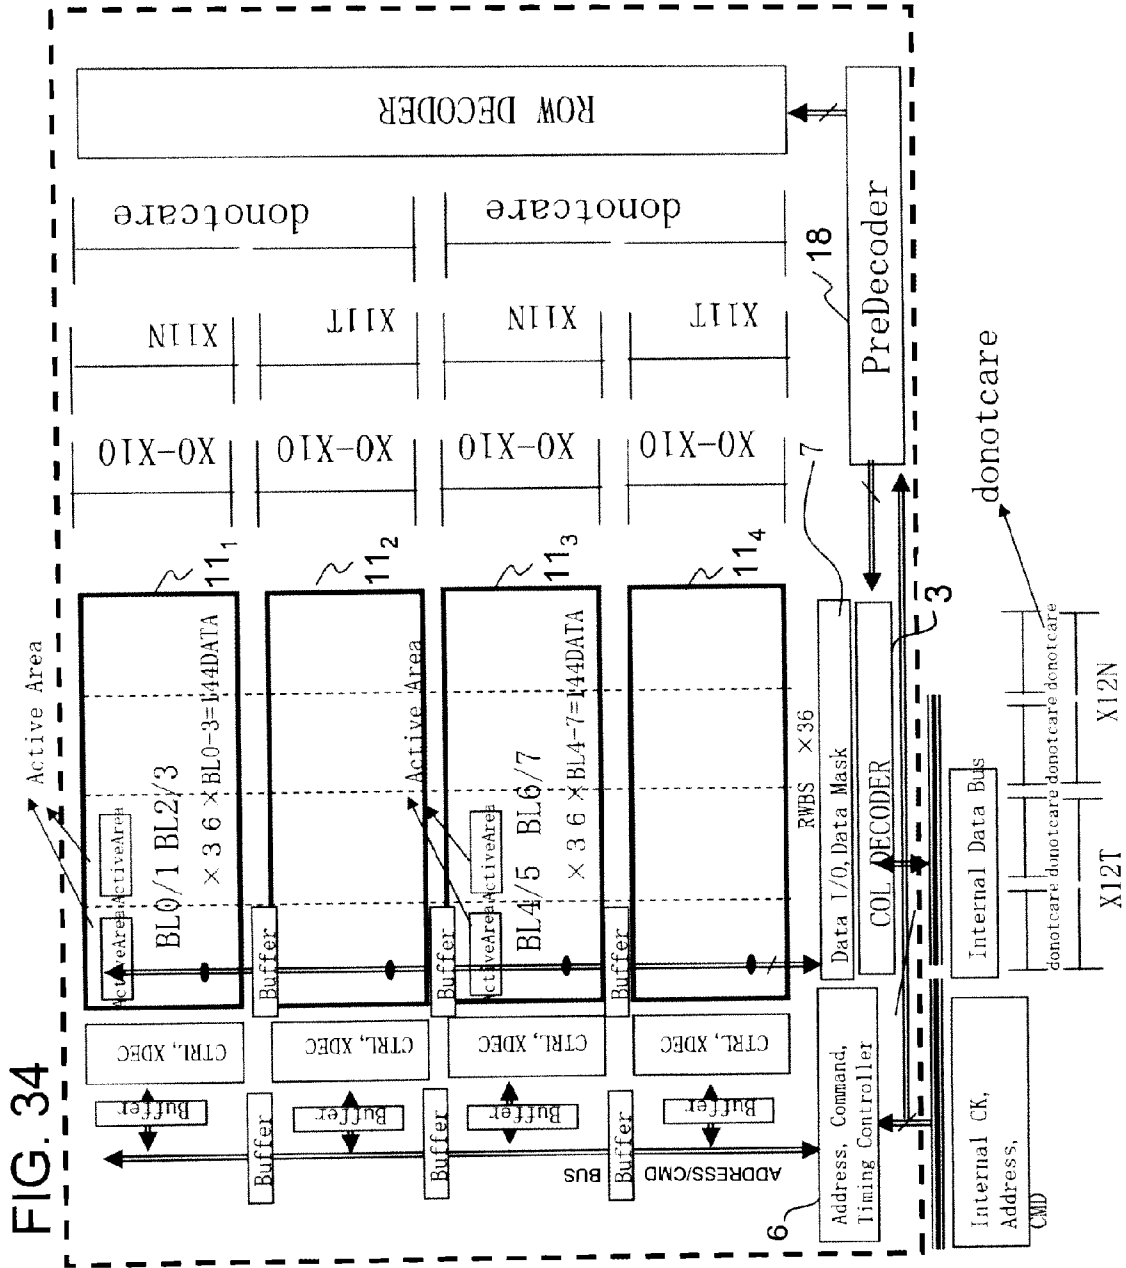 FIG. 34
Active Area
Active Area
ROW DECODER
donotcare
donotcare
X11N
X11T
X11N
X11T
X0-X10
X0-X10
X0-X10
X0-X10
11₁
11₂
11₃
11₄
ActiveArea
ActiveArea
BL0/1 BL2/3
×36×BL0-3=144DATA
ActiveArea
ActiveArea
BL4/5 BL6/7
×36×BL4-7=144DATA
Buffer
Buffer
Buffer
CTRL, XDEC
CTRL, XDEC
CTRL, XDEC
CTRL, XDEC
Buffer
Buffer
Buffer
Buffer
Buffer
Buffer
Buffer
ADDRESS/CMD
BUS
RWBS ×36
7
Data I/O, Data Mask
COL DECODER
3
18
PreDecoder
6
Address, Command,
Timing Controller
Internal CK,
Address,
CMD
Internal Data Bus
donotcare
donotcare
donotcare
donotcare
donotcare
X12T
X12N